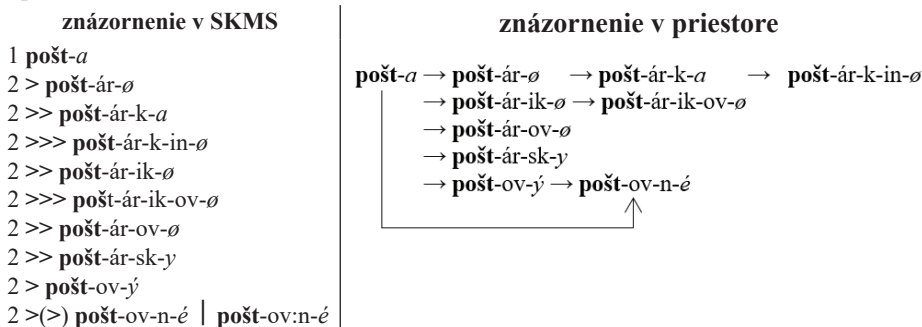 znázornenie v SKMS
1 pošt-a
2 > pošt-ár-ø
2 >> pošt-ár-k-a
2 >>> pošt-ár-k-in-ø
2 >> pošt-ár-ik-ø
2 >>> pošt-ár-ik-ov-ø
2 >> pošt-ár-ov-ø
2 >> pošt-ár-sk-y
2 > pošt-ov-ý
2 >(>) pošt-ov-n-é | pošt-ov:n-é
znázornenie v priestore
pošt-a → pošt-ár-ø → pošt-ár-k-a → pošt-ár-k-in-ø
→ pošt-ár-ik-ø → pošt-ár-ik-ov-ø
→ pošt-ár-ov-ø
→ pošt-ár-sk-y
→ pošt-ov-ý → pošt-ov-n-é